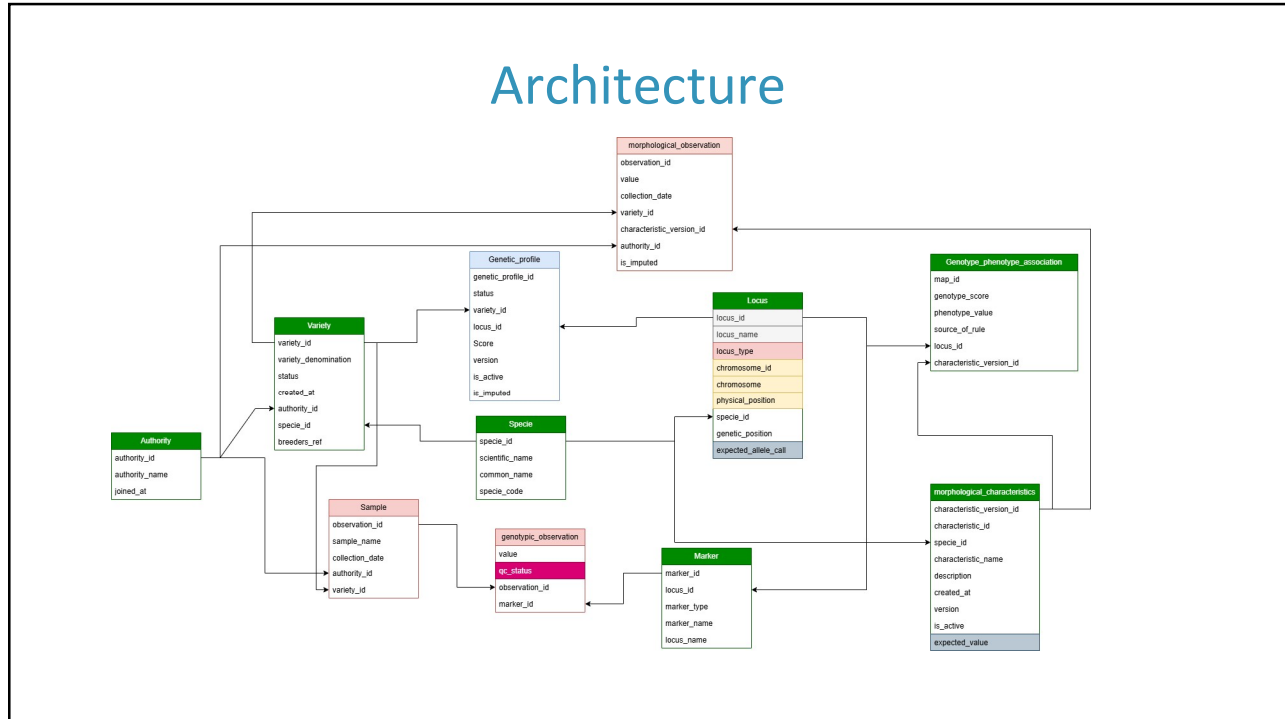 Architecture
morphological_observation
observation_id
value
collection_date
variety_id
characteristic_version_id
authority_id
is_imputed
Genetic_profile
genetic_profile_id
status
variety_id
locus_id
Score
version
is_active
is_imputed
Genotype_phenotype_association
map_id
genotype_score
phenotype_value
source_of_rule
locus_id
characteristic_version_id
Locus
locus_id
locus_name
locus_type
chromosome_id
chromosome
physical_position
specie_id
genetic_position
expected_allele_call
Variety
variety_id
variety_denomination
status
created_at
authority_id
specie_id
breeders_ref
Specie
specie_id
scientific_name
common_name
specie_code
Authority
authority_id
authority_name
joined_at
Sample
observation_id
sample_name
collection_date
authority_id
variety_id
genotypic_observation
value
qc_status
observation_id
marker_id
Marker
marker_id
locus_id
marker_type
marker_name
locus_name
morphological_characteristics
characteristic_version_id
characteristic_id
specie_id
characteristic_name
description
created_at
version
is_active
expected_value